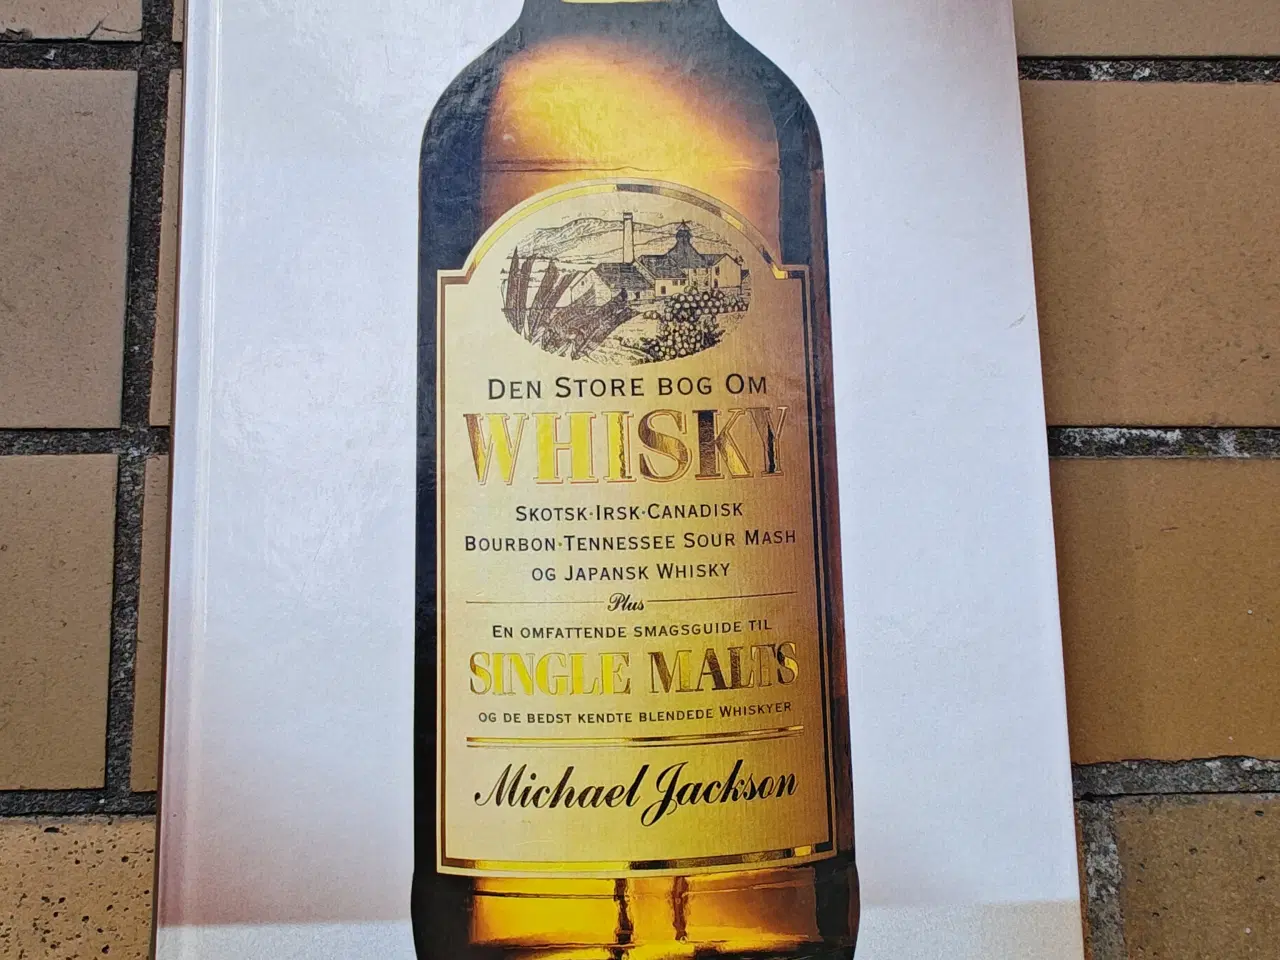 DEN STORE BOG OM
WHISKY
SKOTSK·IRSK·CANADISK
BOURBON·TENNESSEE SOUR MASH
OG JAPANSK WHISKY
Plus
EN OMFATTENDE SMAGSGUIDE TIL
SINGLE MALTS
OG DE BEDST KENDTE BLENDEDE WHISKYER
Michael Jackson